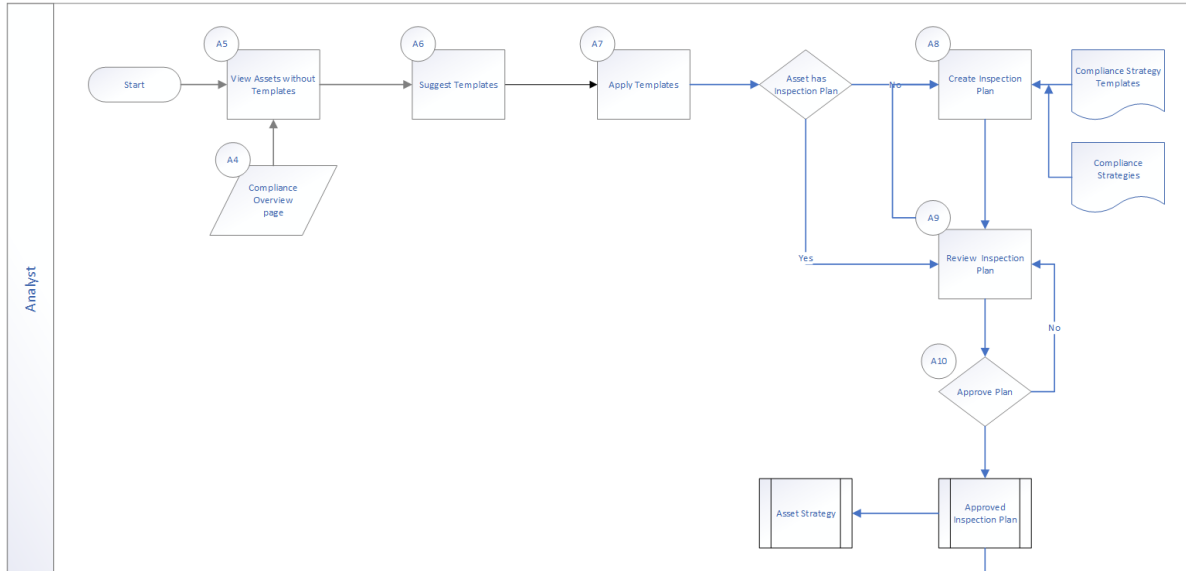 Analyst
Start
A5
View Assets without
Templates
A4
Compliance
Overview
page
A6
Suggest Templates
A7
Apply Templates
Asset has
Inspection Plan
No
Yes
A8
Create Inspection
Plan
Compliance Strategy
Templates
Compliance
Strategies
A9
Review Inspection
Plan
No
A10
Approve Plan
Asset Strategy
Approved
Inspection Plan